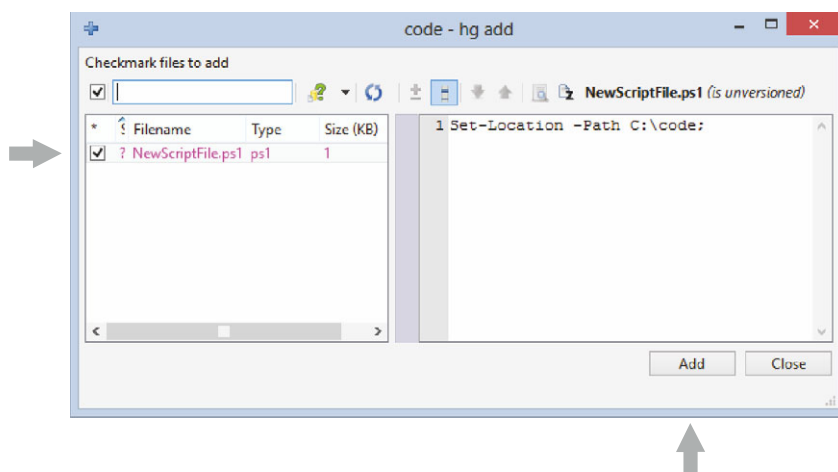 code - hg add
Checkmark files to add
NewScriptFile.ps1 (is unversioned)
* Filename Type Size (KB)
? NewScriptFile.ps1 ps1 1
1 Set-Location -Path C:\code;
Add Close